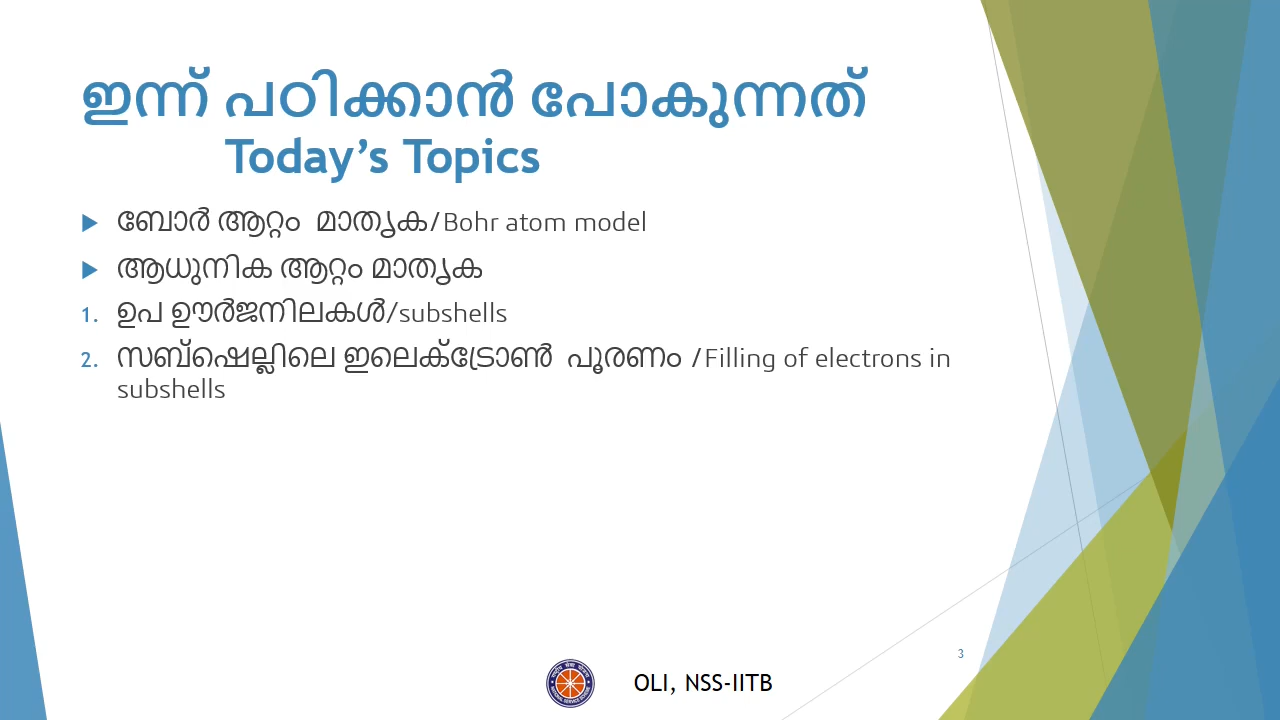 ഇന്ന് പഠിക്കാൻ പോകുന്നത്
Today's Topics
ബോർ ആറ്റം മാതൃക/Bohr atom model
ആധുനിക ആറ്റം മാതൃക
1. ഉപ ഊർജനിലകൾ/subshells
2. സബ്ഷെല്ലിലെ ഇലെക്ട്രോൺ പൂരണം /Filling of electrons in
subshells
3
OLI, NSS-IITB